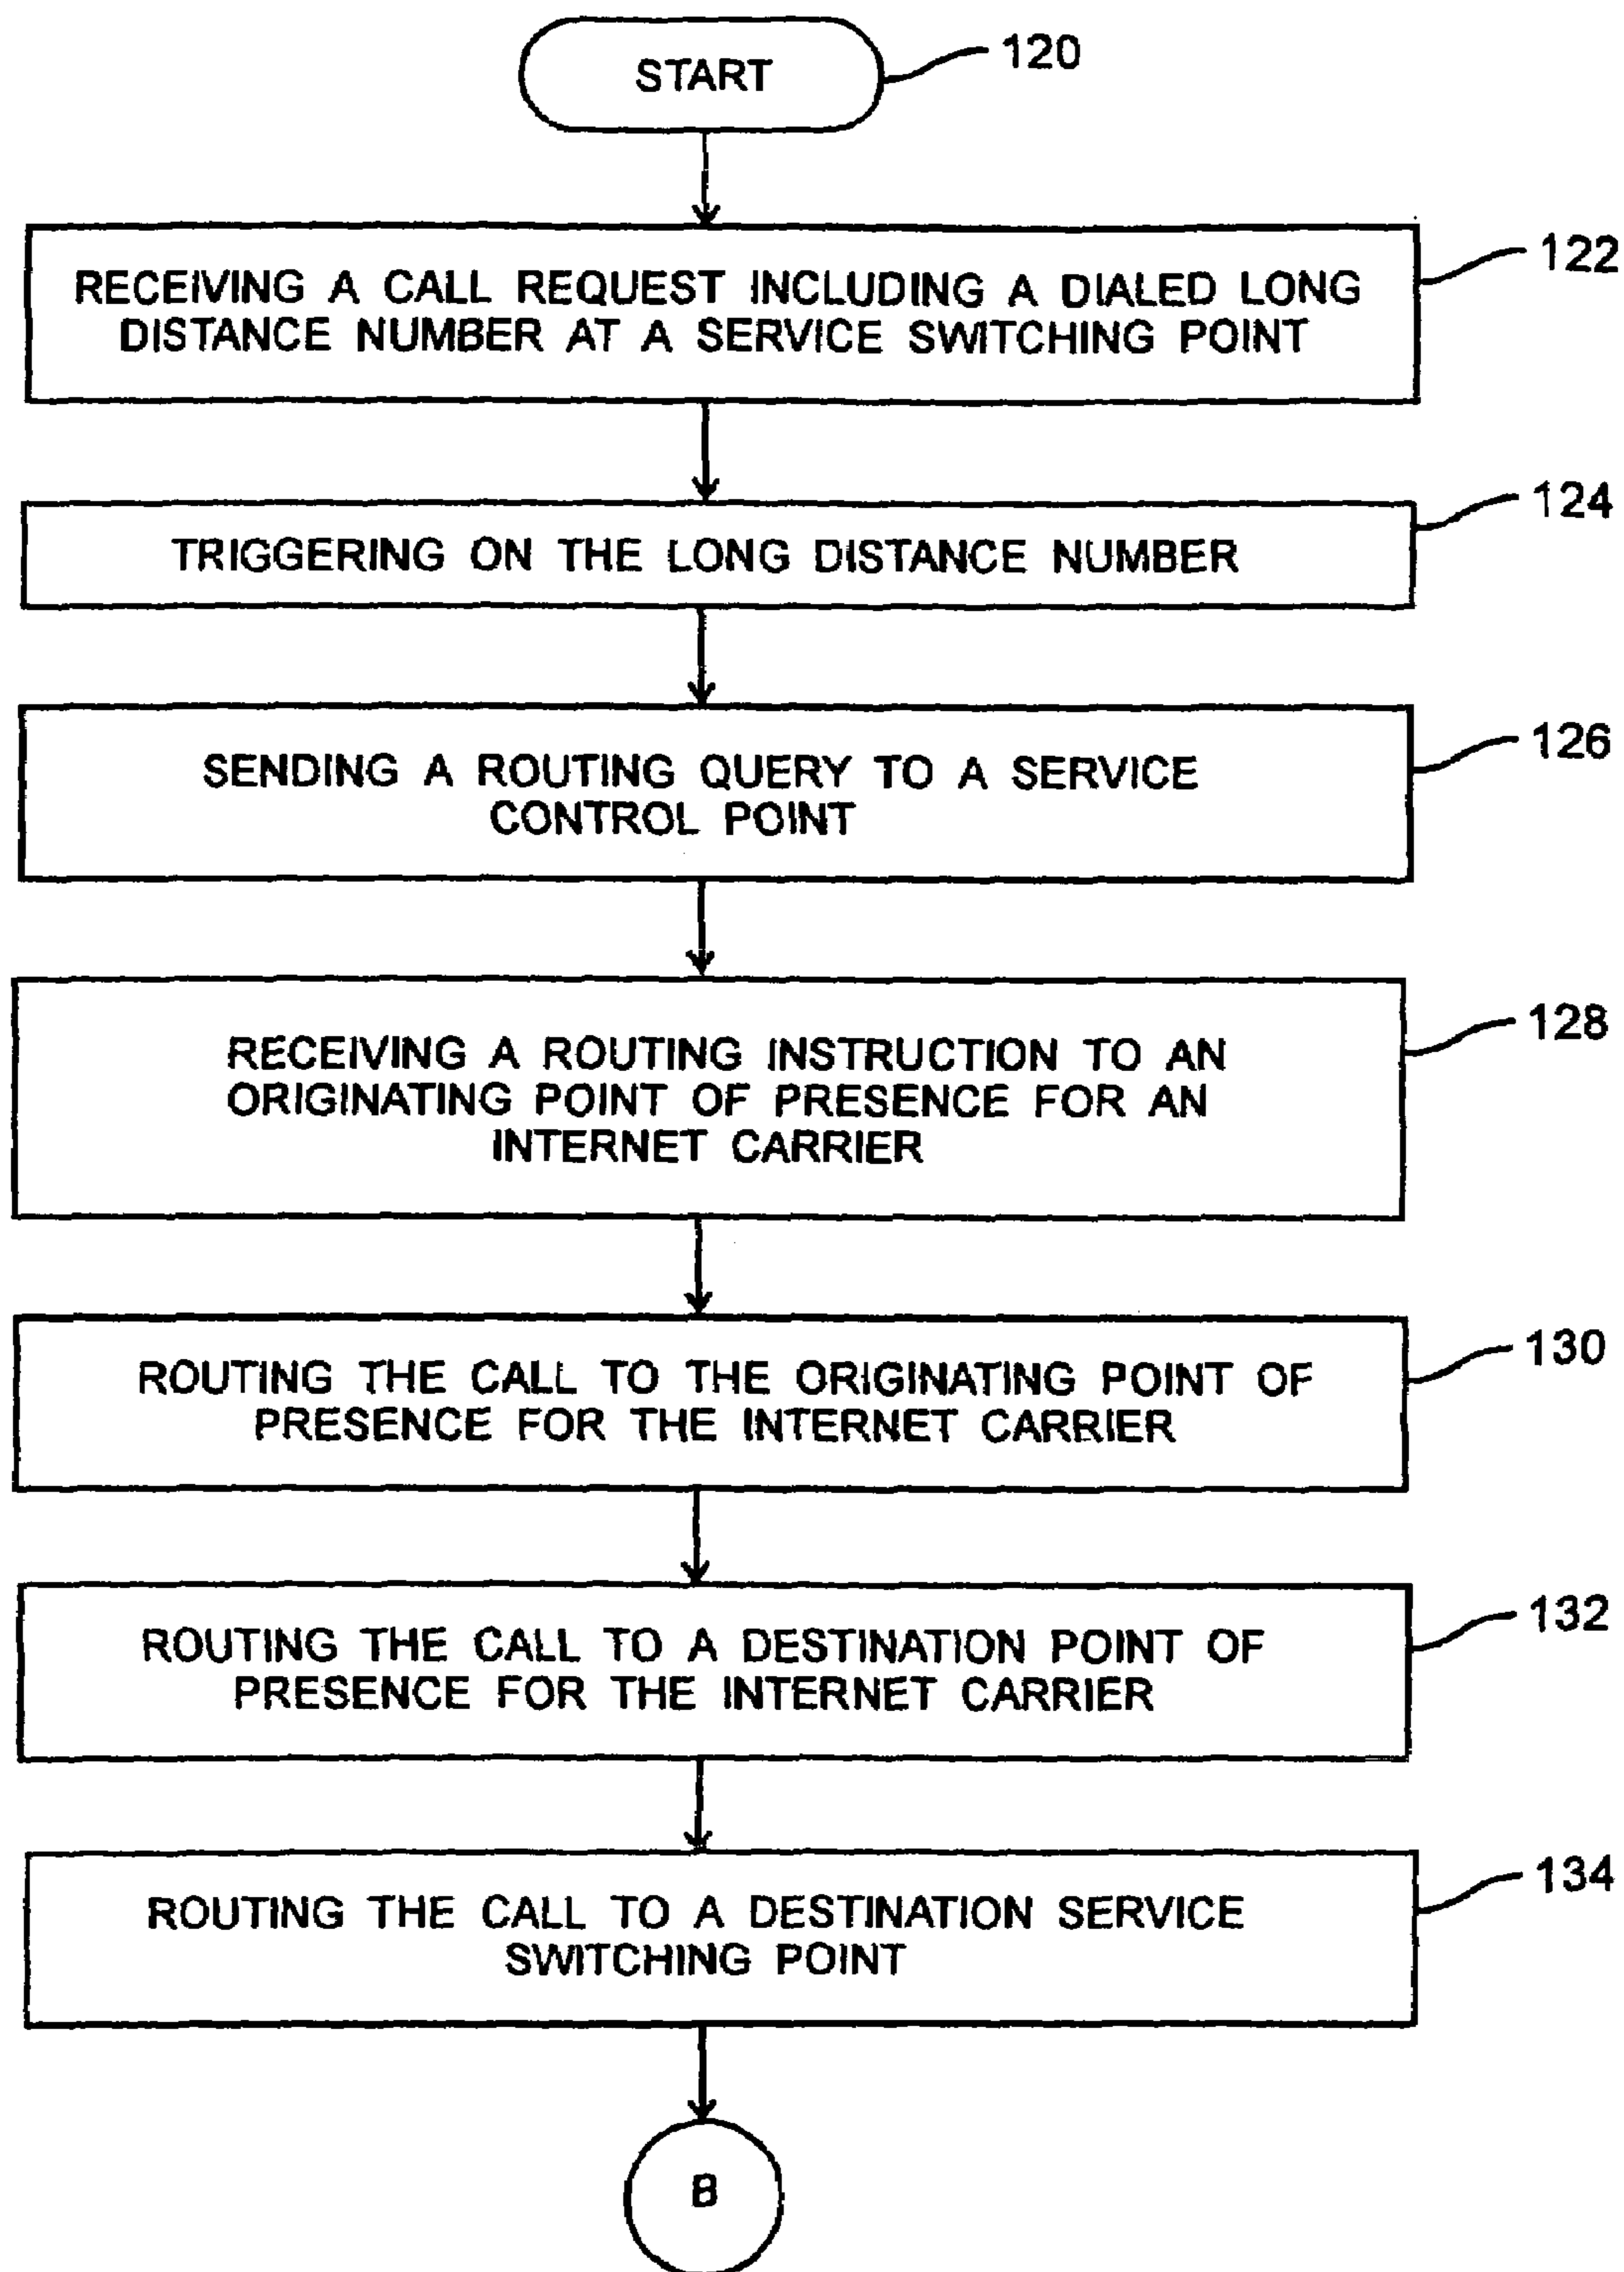 START
120
RECEIVING A CALL REQUEST INCLUDING A DIALED LONG
DISTANCE NUMBER AT A SERVICE SWITCHING POINT
122
TRIGGERING ON THE LONG DISTANCE NUMBER
124
SENDING A ROUTING QUERY TO A SERVICE
CONTROL POINT
126
RECEIVING A ROUTING INSTRUCTION TO AN
ORIGINATING POINT OF PRESENCE FOR AN
INTERNET CARRIER
128
ROUTING THE CALL TO THE ORIGINATING POINT OF
PRESENCE FOR THE INTERNET CARRIER
130
ROUTING THE CALL TO A DESTINATION POINT OF
PRESENCE FOR THE INTERNET CARRIER
132
ROUTING THE CALL TO A DESTINATION SERVICE
SWITCHING POINT
134
B